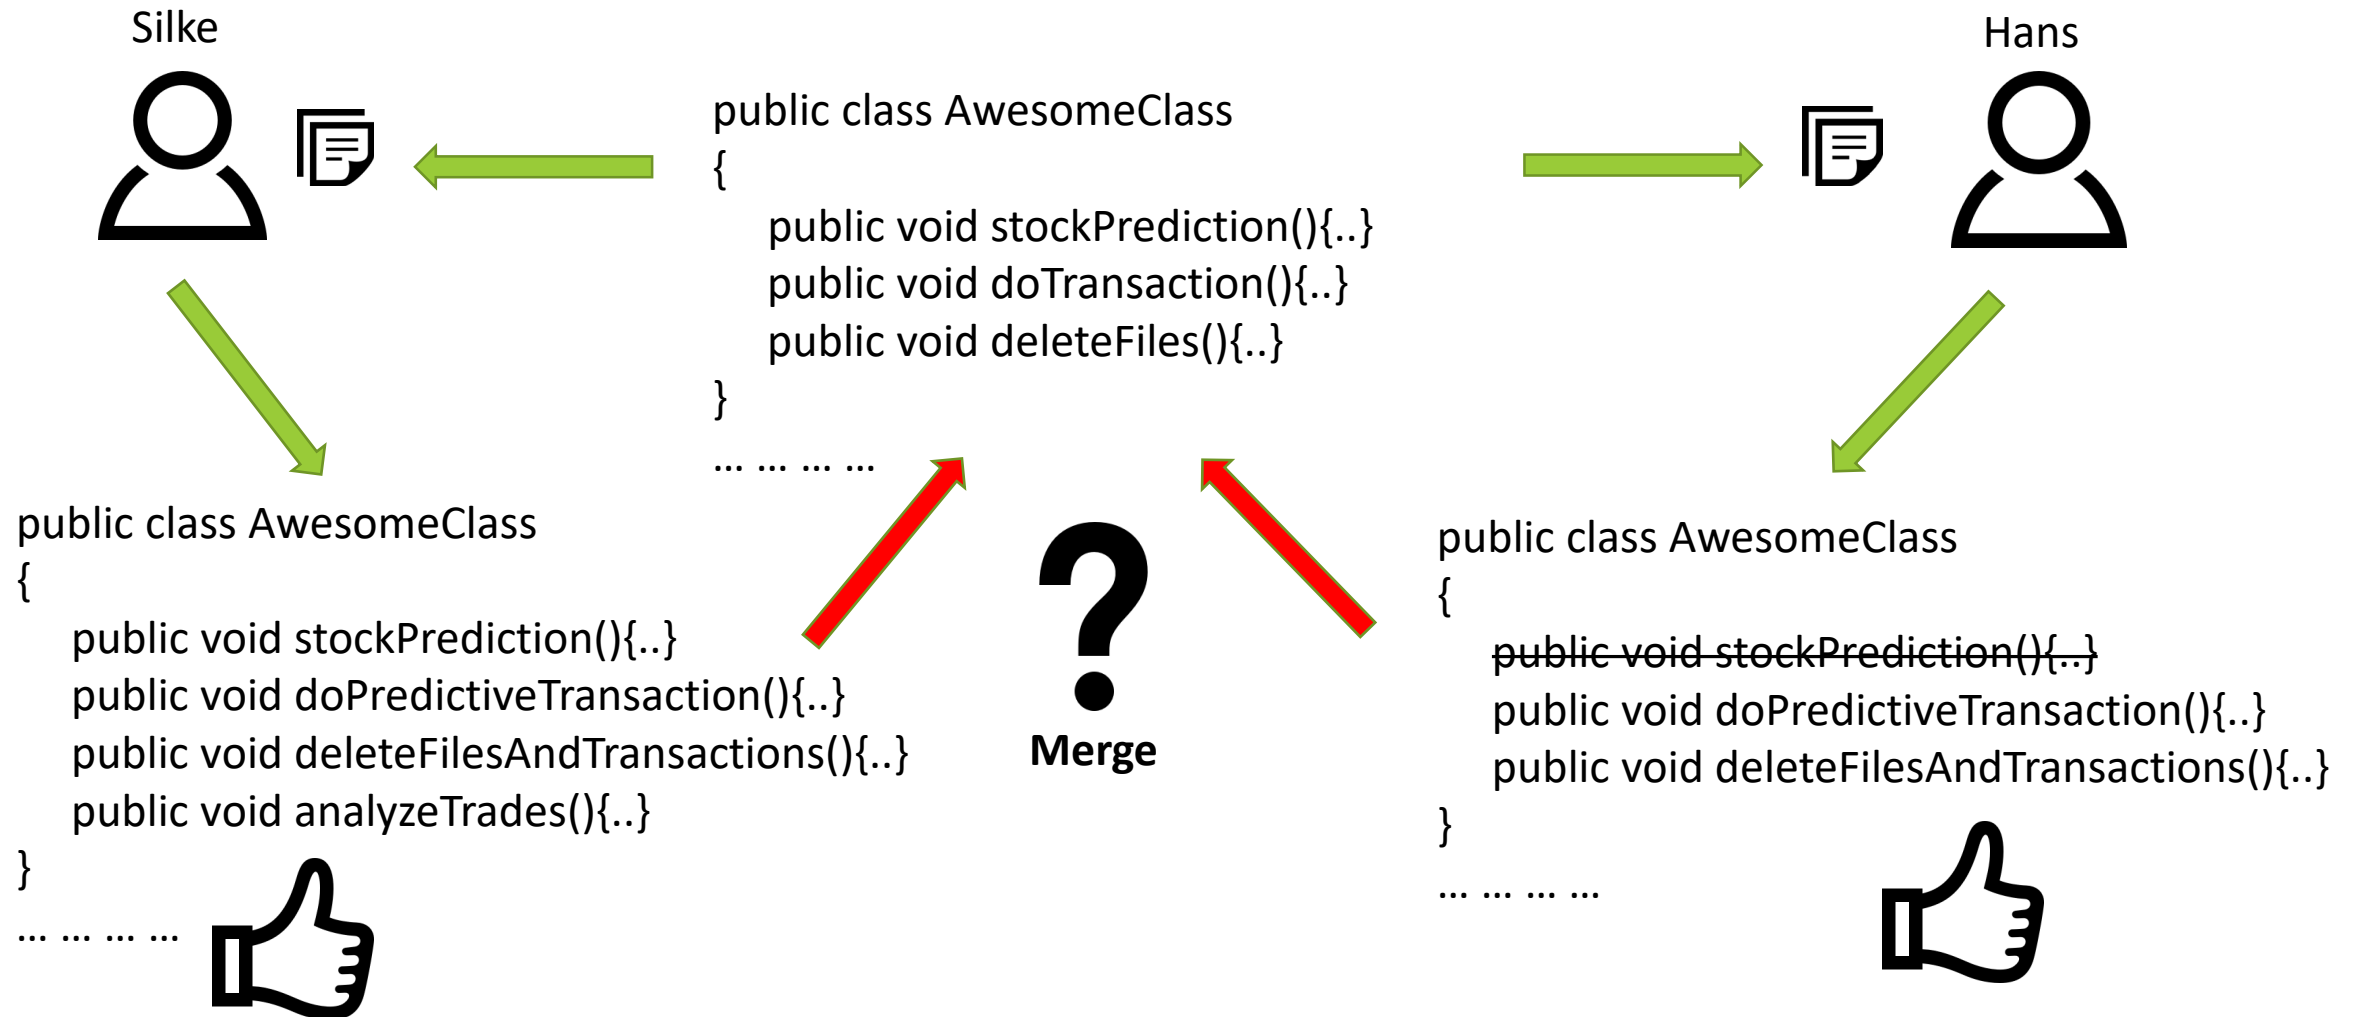 Silke
Hans
public class AwesomeClass
{
public void stockPrediction(){..}
public void doTransaction(){..}
public void deleteFiles(){..}
}
... ... ... ...
public class AwesomeClass
{
public void stockPrediction(){..}
public void doPredictiveTransaction(){..}
public void deleteFilesAndTransactions(){..}
public void analyzeTrades(){..}
}
... ... ... ...
?
Merge
public class AwesomeClass
{
public void stockPrediction(){..}
public void doPredictiveTransaction(){..}
public void deleteFilesAndTransactions(){..}
}
... ... ... ...